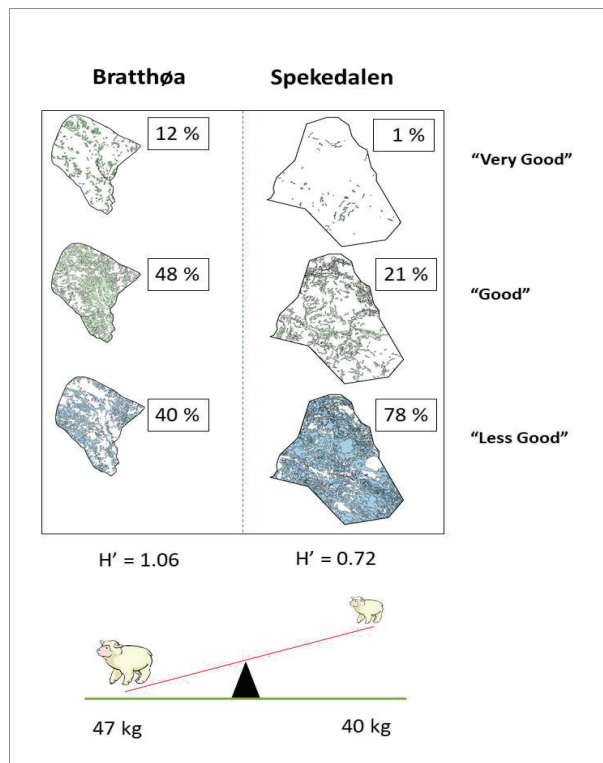 Bratthøa Spekedalen
12 % 1 % “Very Good”
48 % 21 % “Good”
40 % 78 % “Less Good”
H’ = 1.06 H’ = 0.72
47 kg 40 kg